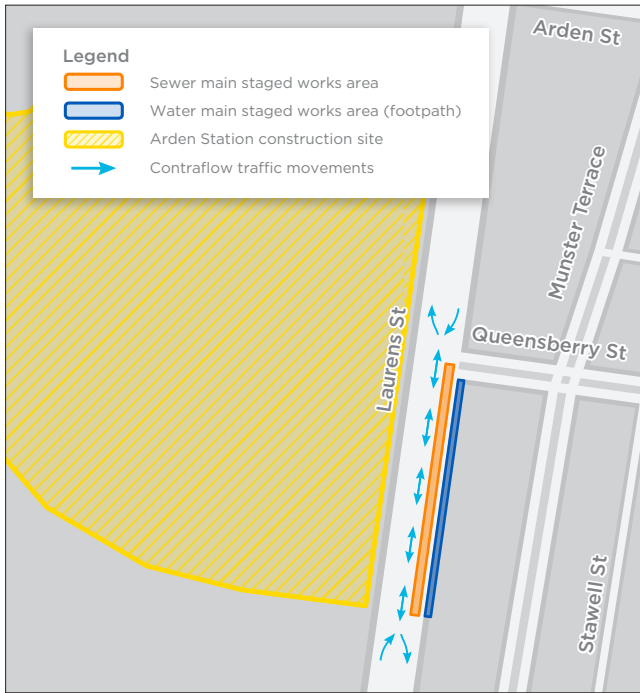 Arden St
Legend
Sewer main staged works area
Water main staged works area (footpath)
Arden Station construction site
Contraflow traffic movements
Munster Terrace
Laurens St
Queensberry St
Stawell St